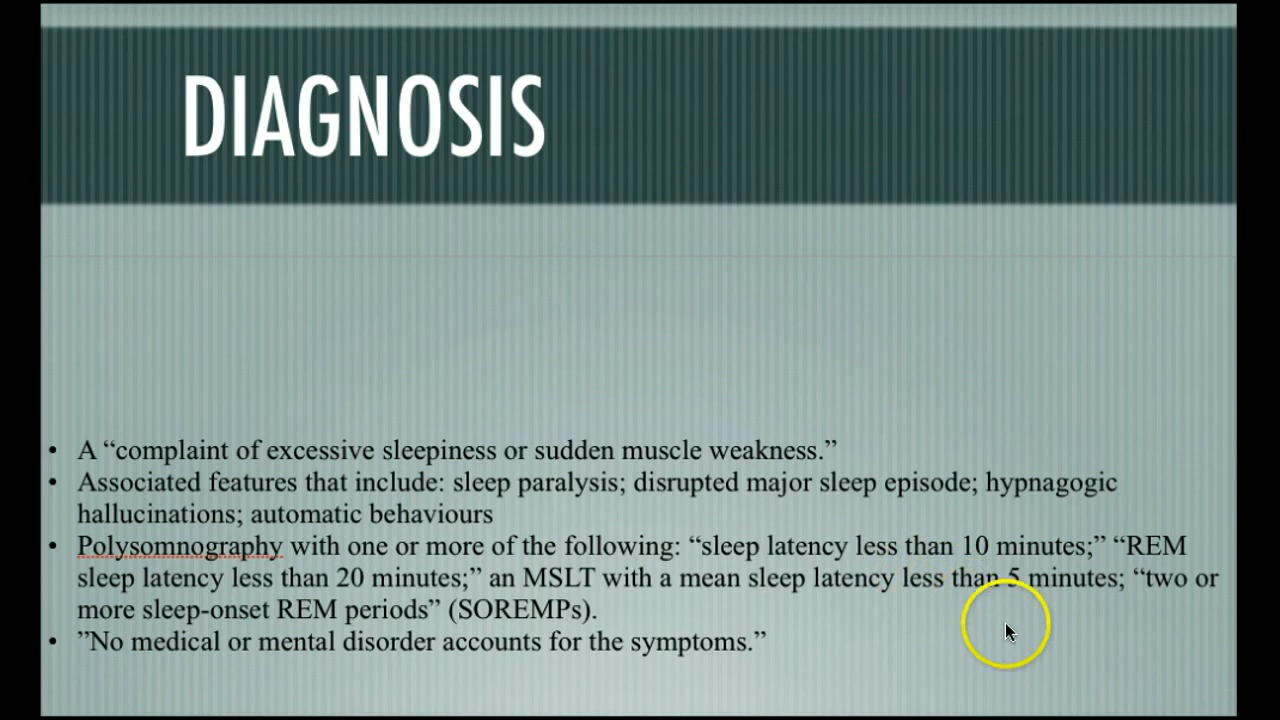 DIAGNOSIS
• A “complaint of excessive sleepiness or sudden muscle weakness.”
• Associated features that include: sleep paralysis; disrupted major sleep episode; hypnagogic
hallucinations; automatic behaviours
• Polysomnography with one or more of the following: “sleep latency less than 10 minutes;” “REM
sleep latency less than 20 minutes;” an MSLT with a mean sleep latency less than 5 minutes; “two or
more sleep-onset REM periods” (SOREMPs).
• ”No medical or mental disorder accounts for the symptoms.”